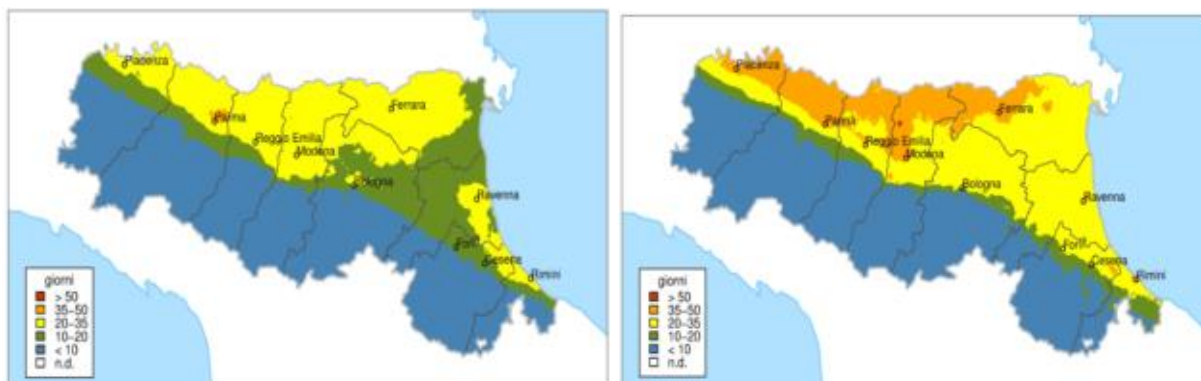 Piacenza
Parma
Reggio Emilia
Modena
Ferrara
Bologna
Ravenna
Forlì
Cesena
Rimini
giorni
> 50
35–50
20–35
10–20
< 10
n.d.
Piacenza
Parma
Reggio Emilia
Modena
Ferrara
Bologna
Ravenna
Forlì
Cesena
Rimini
giorni
> 50
35–50
20–35
10–20
< 10
n.d.